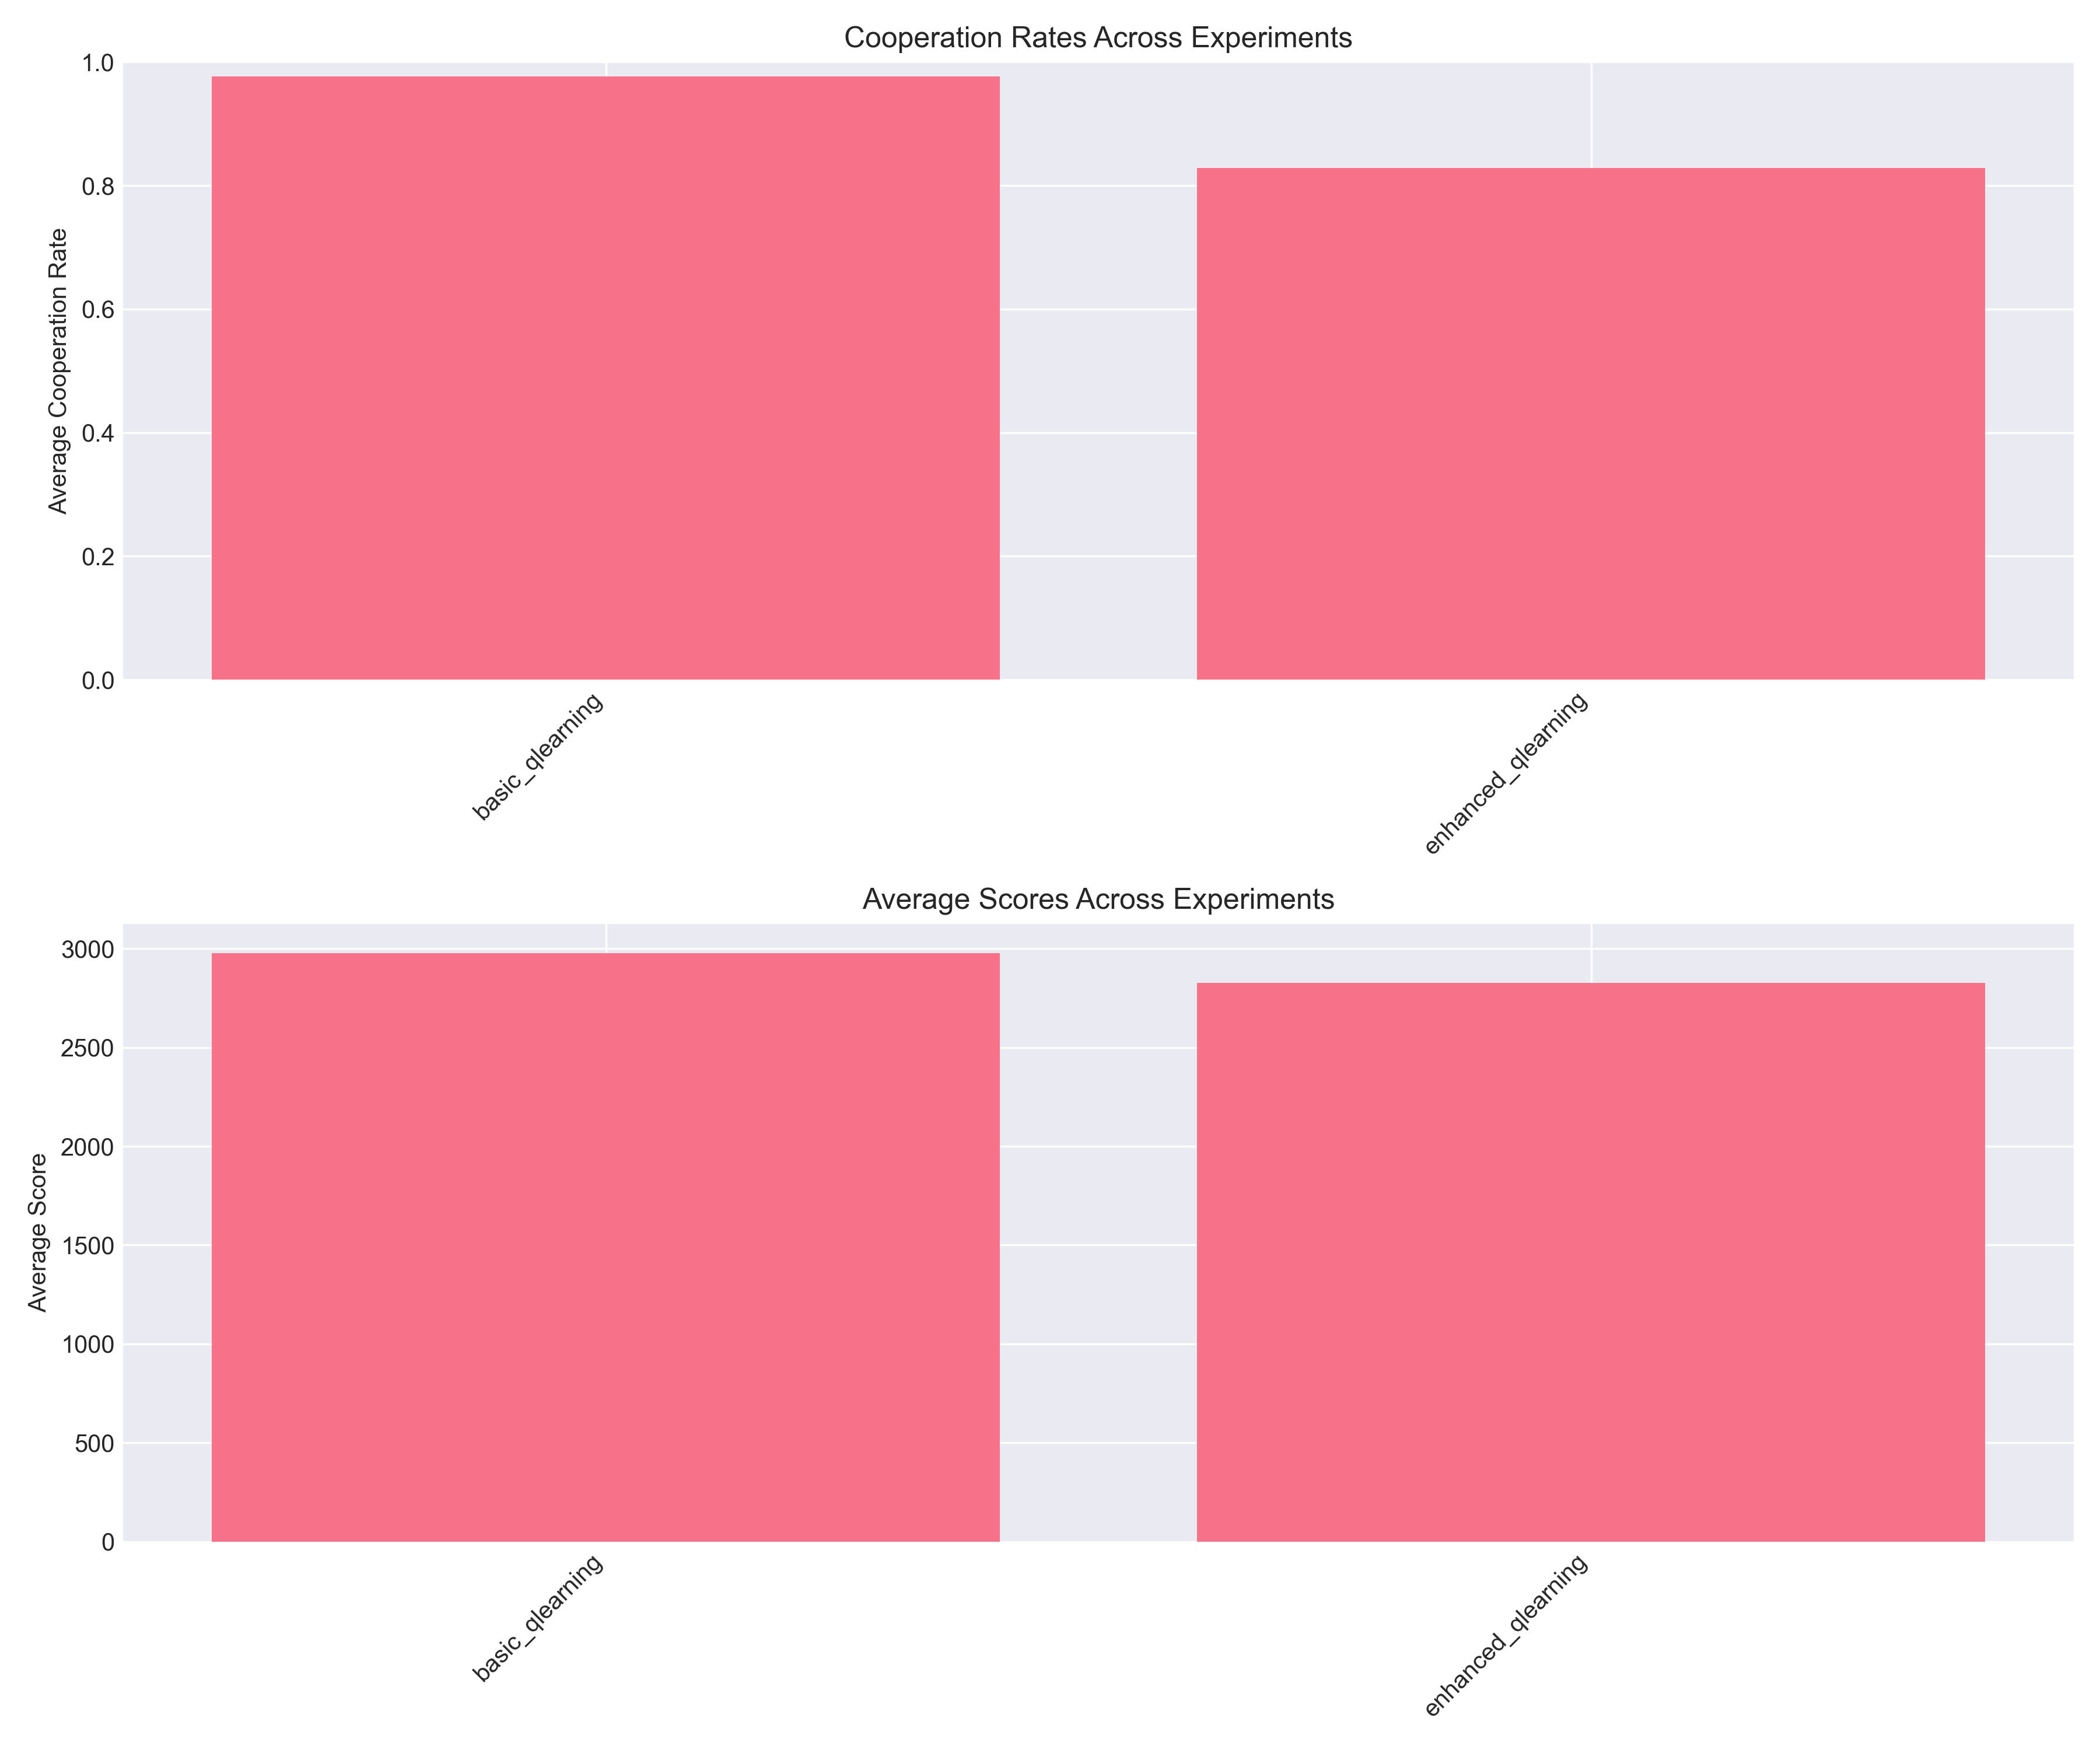 Cooperation Rates Across Experiments
1.0
0.8
0.6
0.4
0.2
0.0
Average Cooperation Rate
basic_qlearning
enhanced_qlearning
Average Scores Across Experiments
3000
2500
2000
1500
1000
500
0
Average Score
basic_qlearning
enhanced_qlearning